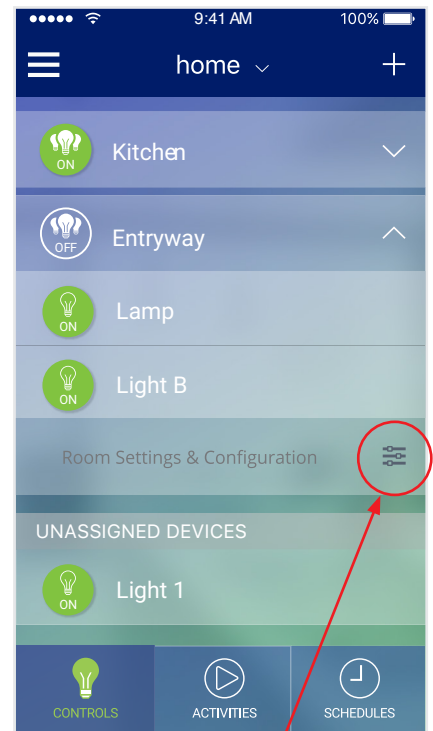 9:41 AM 100%
home
ON Kitchen
OFF Entryway
ON Lamp
ON Light B
Room Settings & Configuration
UNASSIGNED DEVICES
ON Light 1
CONTROLS ACTIVITIES SCHEDULES